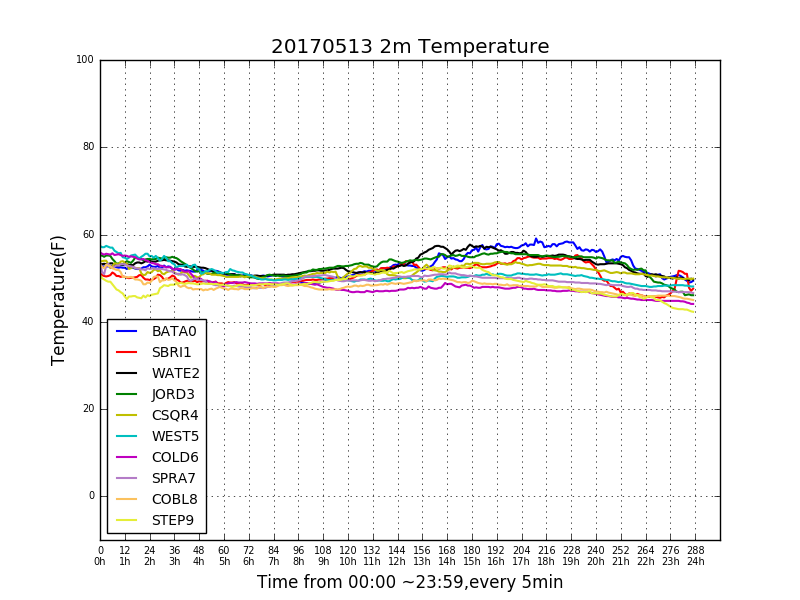 20170513 2m Temperature
100
80
60
40
20
0
Temperature(F)
BATA0
SBRI1
WATE2
JORD3
CSQR4
WEST5
COLD6
SPRA7
COBL8
STEP9
0 12 24 36 48 60 72 84 96 108 120 132 144 156 168 180 192 204 216 228 240 252 264 276 288
0h 1h 2h 3h 4h 5h 6h 7h 8h 9h 10h 11h 12h 13h 14h 15h 16h 17h 18h 19h 20h 21h 22h 23h 24h
Time from 00:00 ~23:59,every 5min